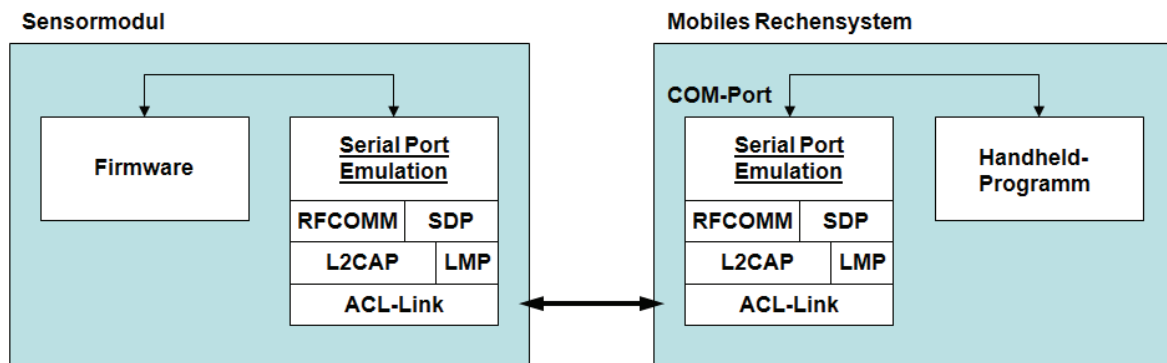 Sensormodul
Firmware
Serial Port
Emulation
RFCOMM
SDP
L2CAP
LMP
ACL-Link
Mobiles Rechensystem
COM-Port
Serial Port
Emulation
RFCOMM
SDP
L2CAP
LMP
ACL-Link
Handheld-
Programm